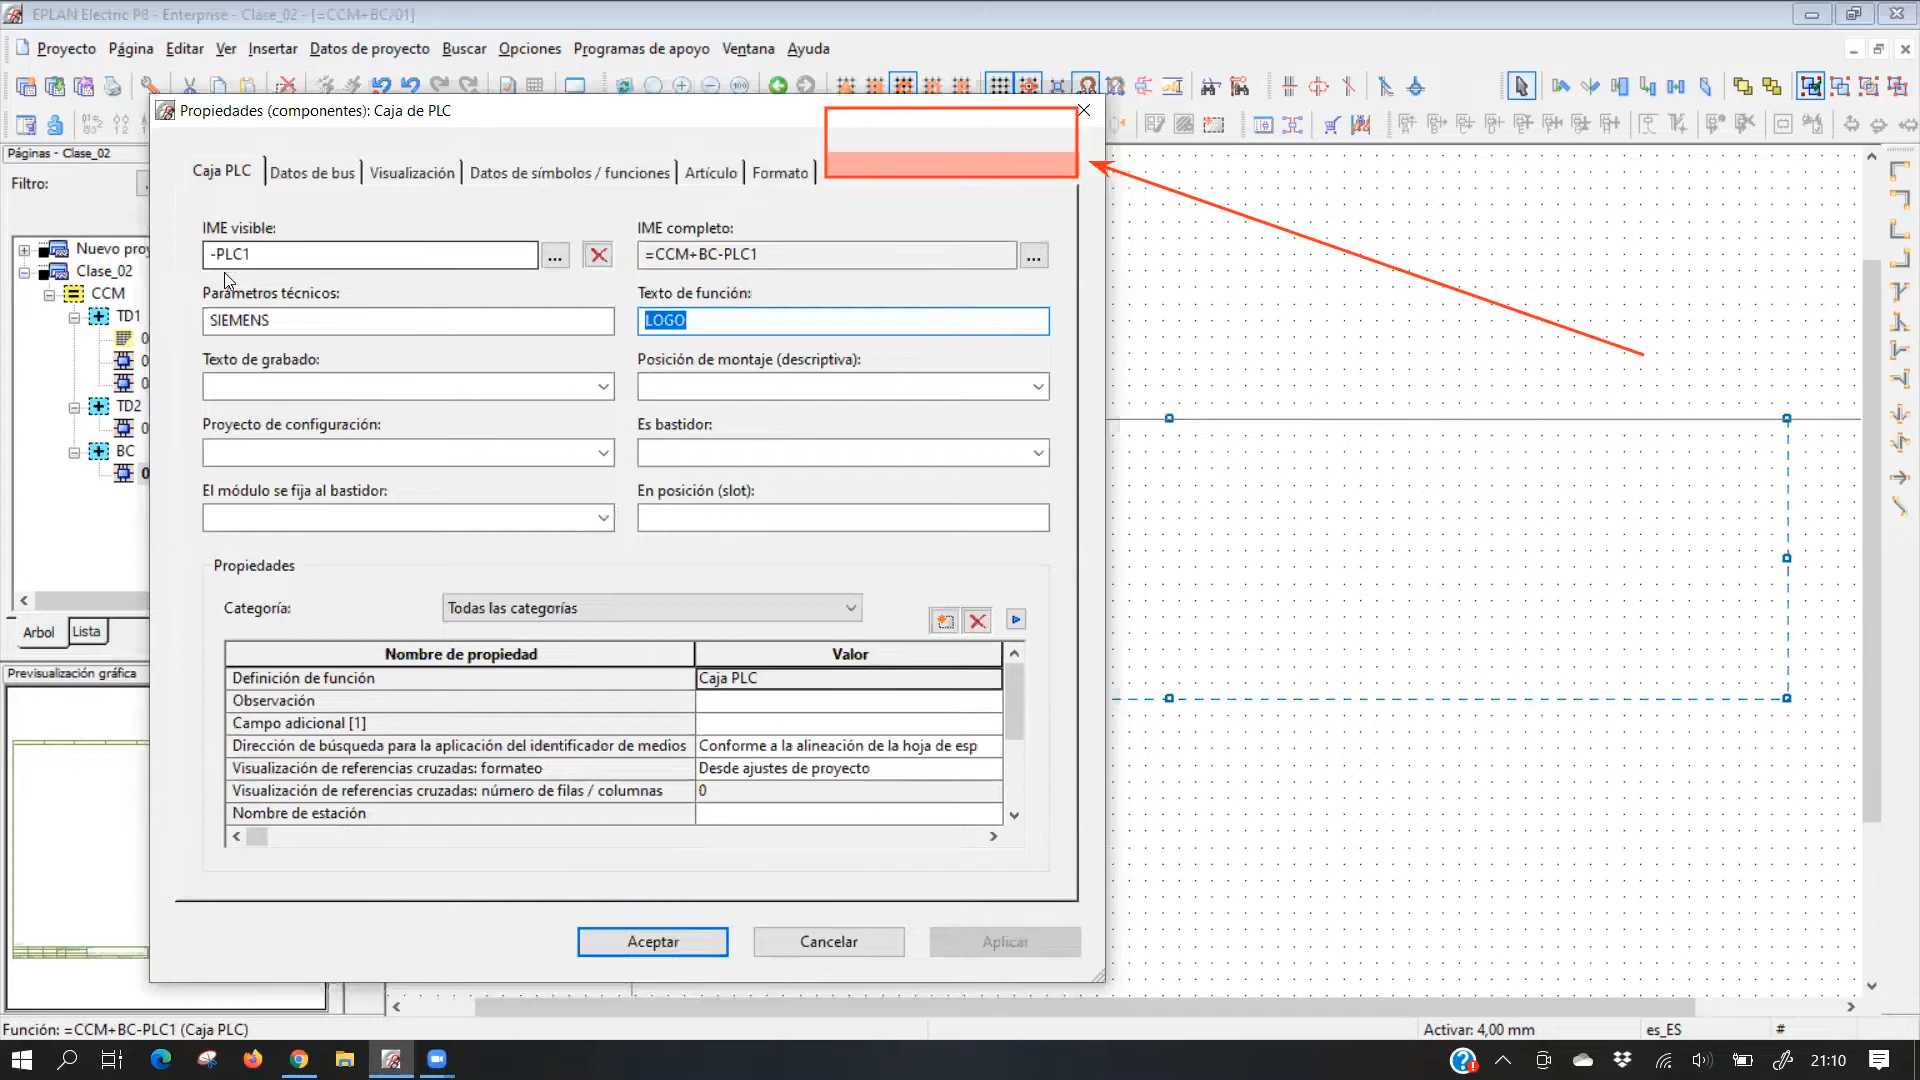 EPLAN Electric P8 - Enterprise - Clase_02 - [=CCM+BC/01]
Proyecto Página Editar Ver Insertar Datos de proyecto Buscar Opciones Programas de apoyo Ventana Ayuda
Propiedades (componentes): Caja de PLC
Páginas - Clase_02
Filtro:
Caja PLC Datos de bus Visualización Datos de símbolos / funciones Artículo Formato
IME visible: IME completo:
-PLC1 ... =CCM+BC-PLC1 ...
Parámetros técnicos: Texto de función:
SIEMENS LOGO
Texto de grabado: Posición de montaje (descriptiva):
Proyecto de configuración: Es bastidor:
El módulo se fija al bastidor: En posición (slot):
Nuevo proy
Clase_02
CCM
TD1
0
0
0
TD2
0
BC
0
Arbol Lista
Previsualización gráfica
Propiedades
Categoría: Todas las categorías
Nombre de propiedad Valor
Definición de función Caja PLC
Observación
Campo adicional [1]
Dirección de búsqueda para la aplicación del identificador de medios Conforme a la alineación de la hoja de esp
Visualización de referencias cruzadas: formateo Desde ajustes de proyecto
Visualización de referencias cruzadas: número de filas / columnas 0
Nombre de estación
Aceptar Cancelar Aplicar
Función: =CCM+BC-PLC1 (Caja PLC) Activar: 4,00 mm es_ES #
21:10